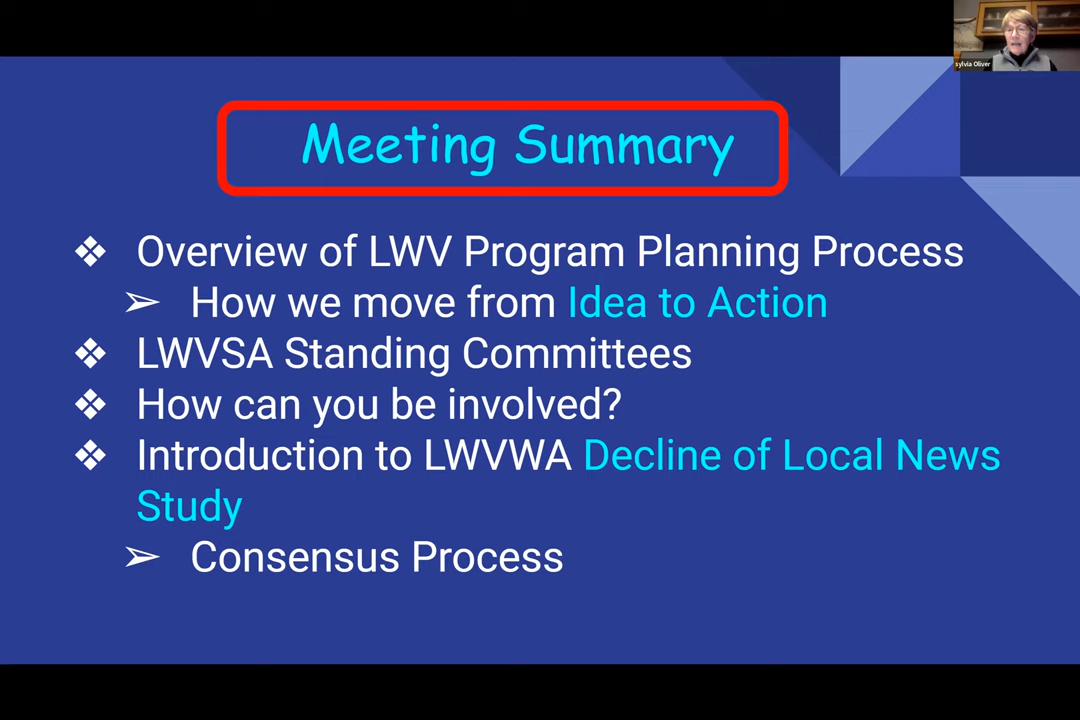 sylvia Oliver
Meeting Summary
❖ Overview of LWV Program Planning Process
➢ How we move from Idea to Action
❖ LWVSA Standing Committees
❖ How can you be involved?
❖ Introduction to LWVWA Decline of Local News
Study
➢ Consensus Process